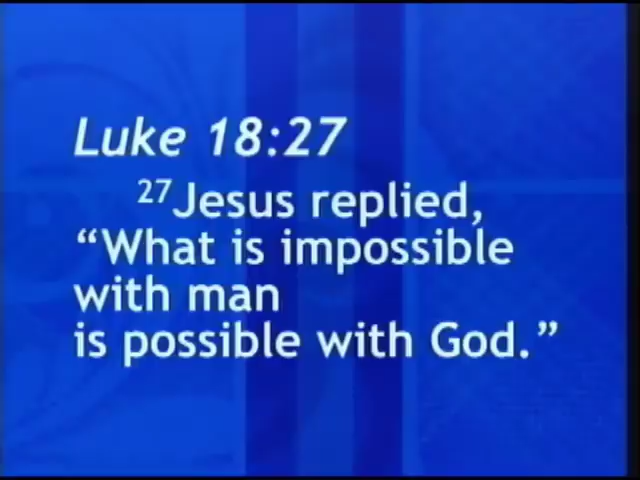 Luke 18:27
27Jesus replied,
“What is impossible
with man
is possible with God.”